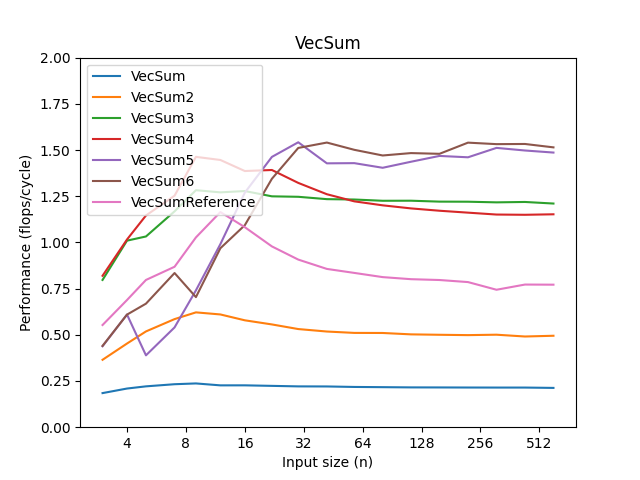 VecSum
2.00
1.75
1.50
1.25
1.00
0.75
0.50
0.25
0.00
Performance (flops/cycle)
VecSum
VecSum2
VecSum3
VecSum4
VecSum5
VecSum6
VecSumReference
4 8 16 32 64 128 256 512
Input size (n)